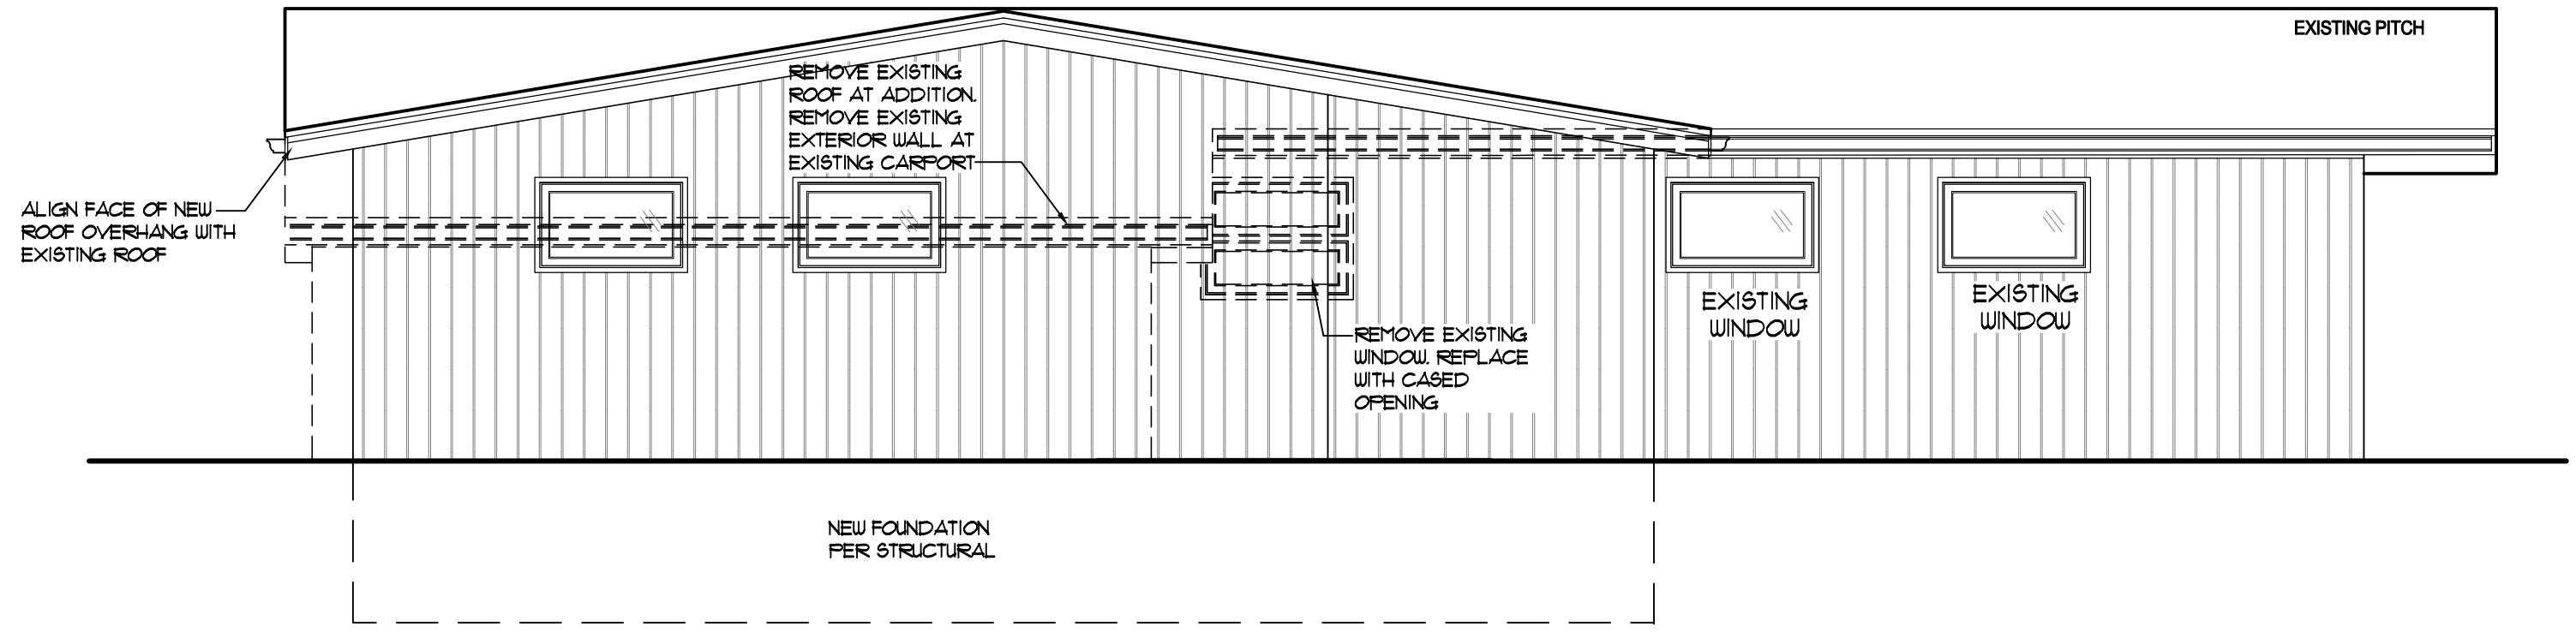 EXISTING PITCH
REMOVE EXISTING
ROOF AT ADDITION.
REMOVE EXISTING
EXTERIOR WALL AT
EXISTING CARPORT
ALIGN FACE OF NEW
ROOF OVERHANG WITH
EXISTING ROOF
EXISTING
WINDOW
EXISTING
WINDOW
REMOVE EXISTING
WINDOW. REPLACE
WITH CASED
OPENING
NEW FOUNDATION
PER STRUCTURAL